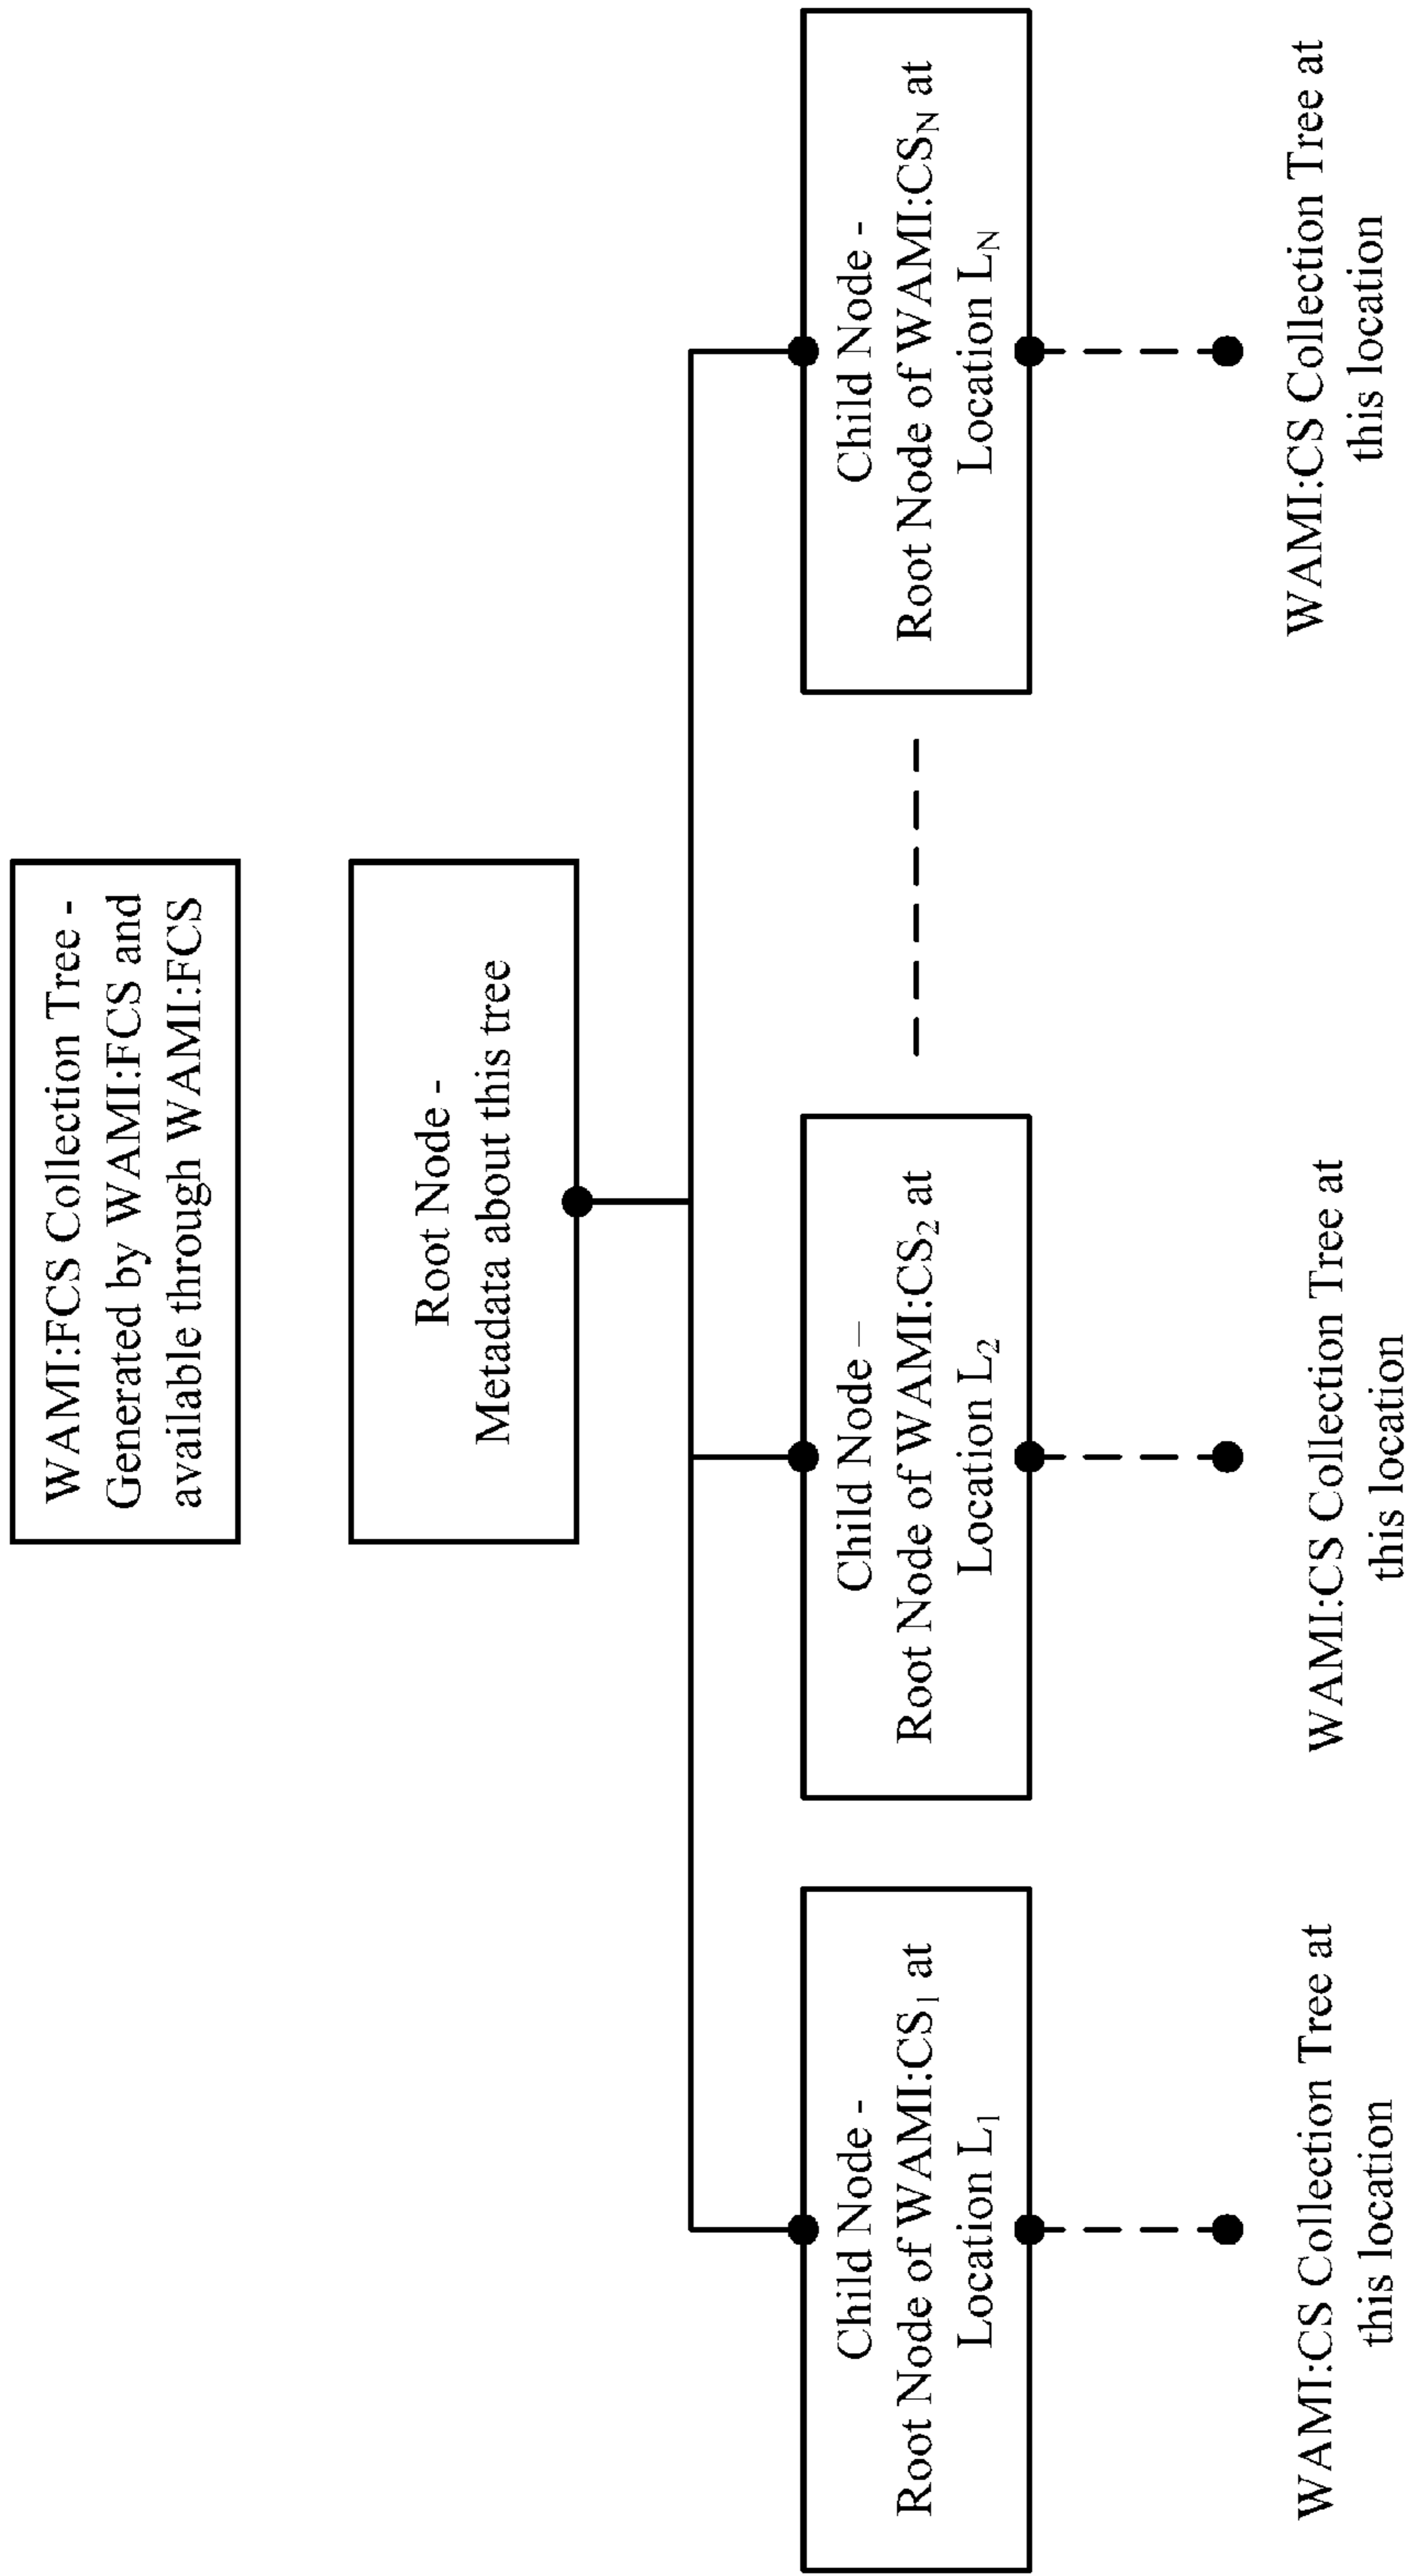 WAMI:FCS Collection Tree -
Generated by WAMI:FCS and
available through WAMI:FCS
Root Node -
Metadata about this tree
Child Node -
Root Node of WAMI:CS₁ at
Location L₁
Child Node –
Root Node of WAMI:CS₂ at
Location L₂
Child Node -
Root Node of WAMI:CS_N at
Location L_N
WAMI:CS Collection Tree at
this location
WAMI:CS Collection Tree at
this location
WAMI:CS Collection Tree at
this location